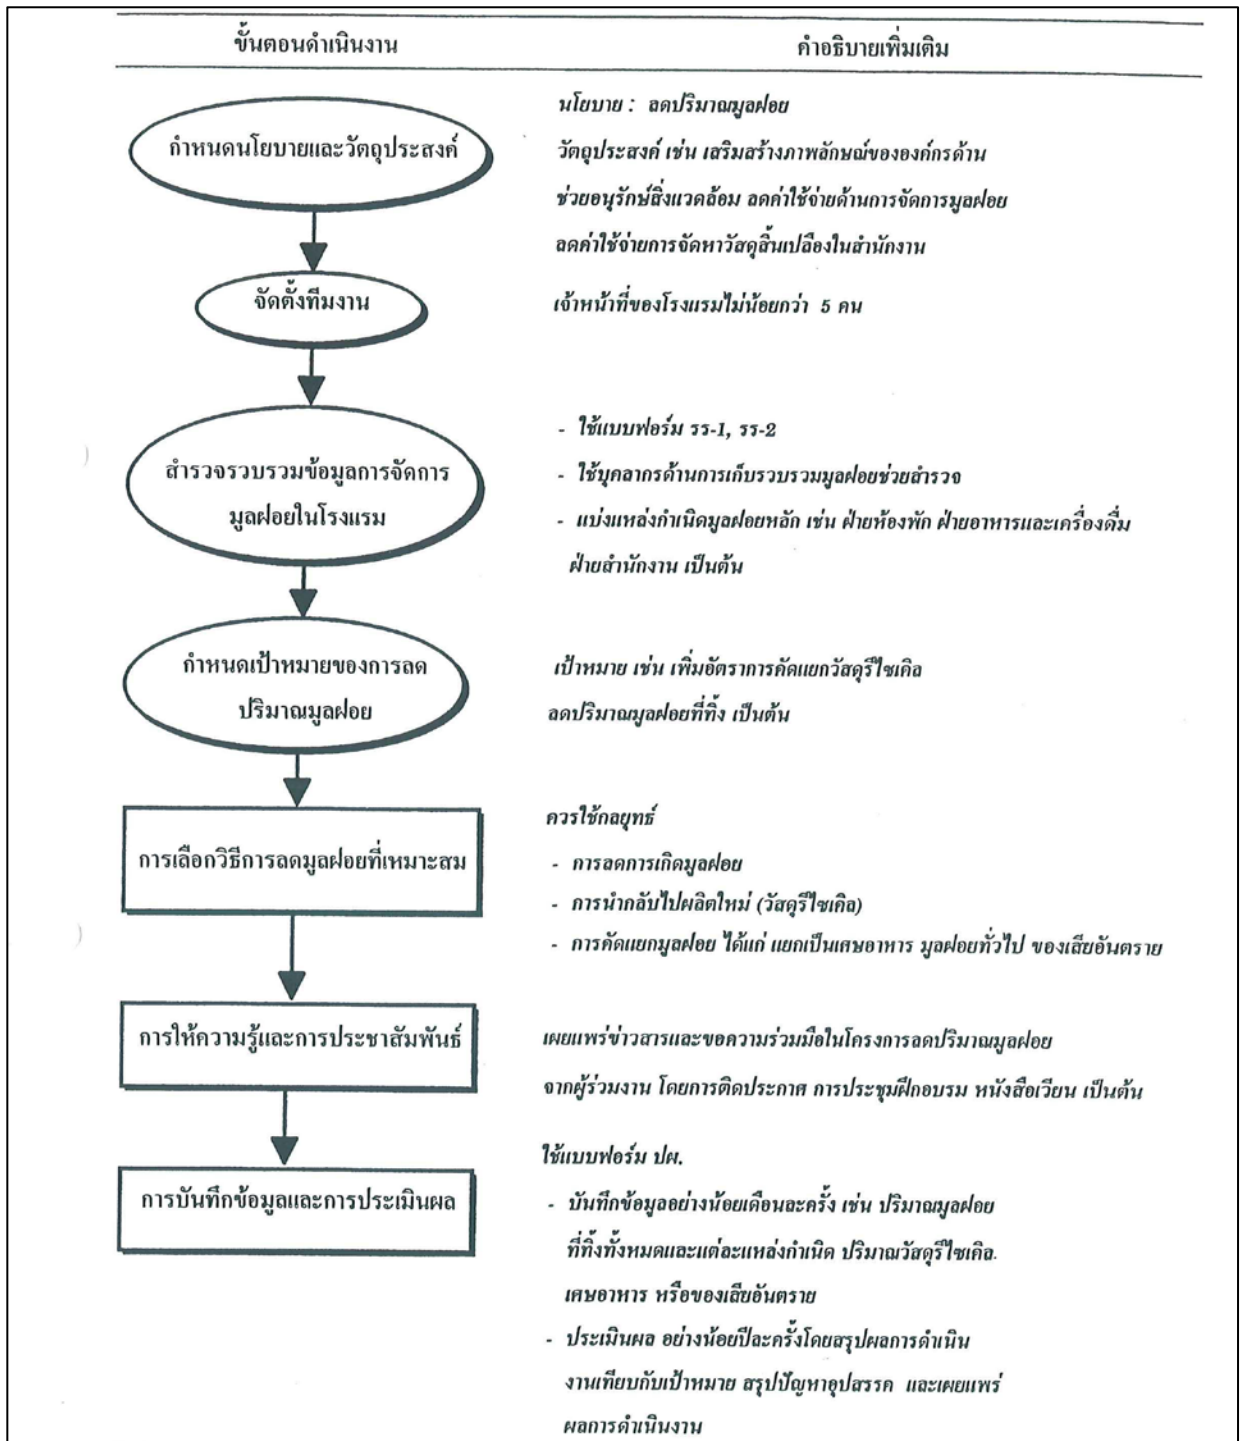 ขั้นตอนดำเนินงาน
คำอธิบายเพิ่มเติม
กำหนดนโยบายและวัตถุประสงค์
นโยบาย : ลดปริมาณมูลฝอย
วัตถุประสงค์ เช่น เสริมสร้างภาพลักษณ์ขององค์กรด้าน
ช่วยอนุรักษ์สิ่งแวดล้อม ลดค่าใช้จ่ายด้านการจัดการมูลฝอย
ลดค่าใช้จ่ายการจัดหาวัสดุสิ้นเปลืองในสำนักงาน
จัดตั้งทีมงาน
เจ้าหน้าที่ของโรงแรมไม่น้อยกว่า 5 คน
สำรวจรวบรวมข้อมูลการจัดการ
มูลฝอยในโรงแรม
- ใช้แบบฟอร์ม รร-1, รร-2
- ใช้บุคลากรด้านการเก็บรวบรวมมูลฝอยช่วยสำรวจ
- แบ่งแหล่งกำเนิดมูลฝอยหลัก เช่น ฝ่ายห้องพัก ฝ่ายอาหารและเครื่องดื่ม
ฝ่ายสำนักงาน เป็นต้น
กำหนดเป้าหมายของการลด
ปริมาณมูลฝอย
เป้าหมาย เช่น เพิ่มอัตราการคัดแยกวัสดุรีไซเคิล
ลดปริมาณมูลฝอยที่ทิ้ง เป็นต้น
การเลือกวิธีการลดมูลฝอยที่เหมาะสม
ควรใช้กลยุทธ์
- การลดการเกิดมูลฝอย
- การนำกลับไปผลิตใหม่ (วัสดุรีไซเคิล)
- การคัดแยกมูลฝอย ได้แก่ แยกเป็นเศษอาหาร มูลฝอยทั่วไป ของเสียอันตราย
การให้ความรู้และการประชาสัมพันธ์
เผยแพร่ข่าวสารและขอความร่วมมือในโครงการลดปริมาณมูลฝอย
จากผู้ร่วมงาน โดยการติดประกาศ การประชุมฝึกอบรม หนังสือเวียน เป็นต้น
การบันทึกข้อมูลและการประเมินผล
ใช้แบบฟอร์ม ปผ.
- บันทึกข้อมูลอย่างน้อยเดือนละครั้ง เช่น ปริมาณมูลฝอย
ที่ทิ้งทั้งหมดและแต่ละแหล่งกำเนิด ปริมาณวัสดุรีไซเคิล
เศษอาหาร หรือของเสียอันตราย
- ประเมินผล อย่างน้อยปีละครั้งโดยสรุปผลการดำเนิน
งานเทียบกับเป้าหมาย สรุปปัญหาอุปสรรค และเผยแพร่
ผลการดำเนินงาน